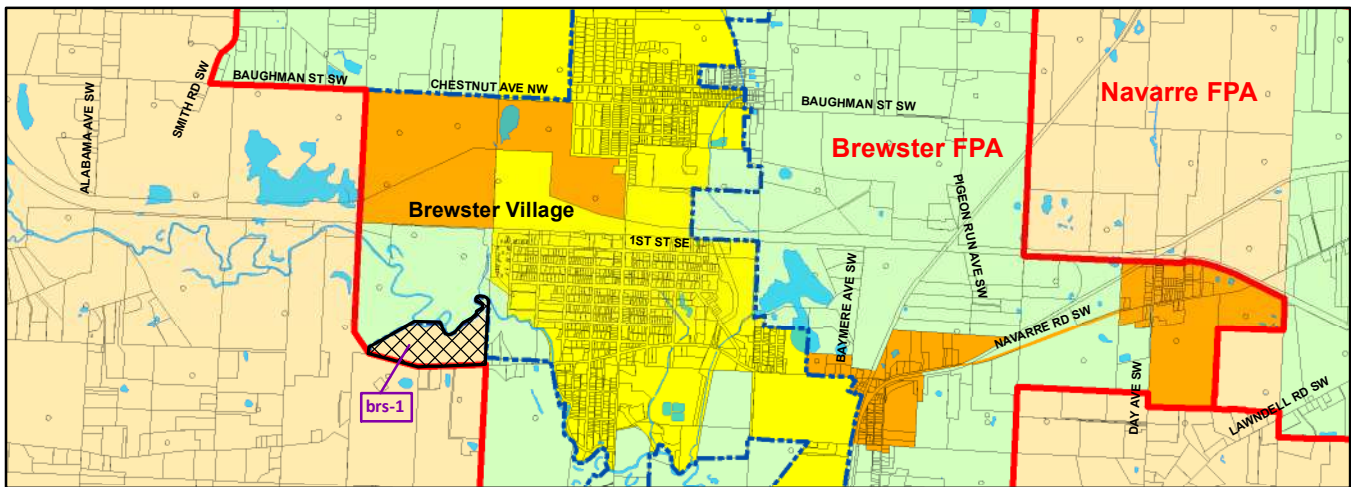 ALABAMA AVE SW
SMITH RD SW
BAUGHMAN ST SW
CHESTNUT AVE NW
BAUGHMAN ST SW
Navarre FPA
Brewster FPA
PIGEON RUN AVE SW
Brewster Village
1ST ST SE
BAYMERE AVE SW
NAVARRE RD SW
DAY AVE SW
LAWNDELL RD SW
brs-1